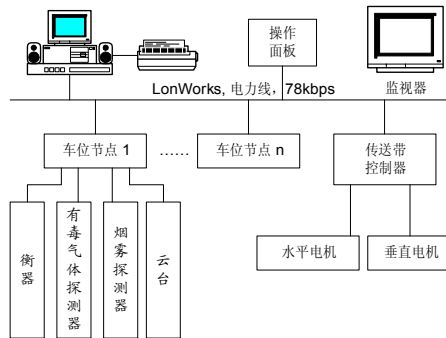 操作
面板
LonWorks, 电力线，78kbps
监视器
车位节点 1
……
车位节点 n
传送带
控制器
衡器
有毒气体探测器
烟雾探测器
云台
水平电机
垂直电机